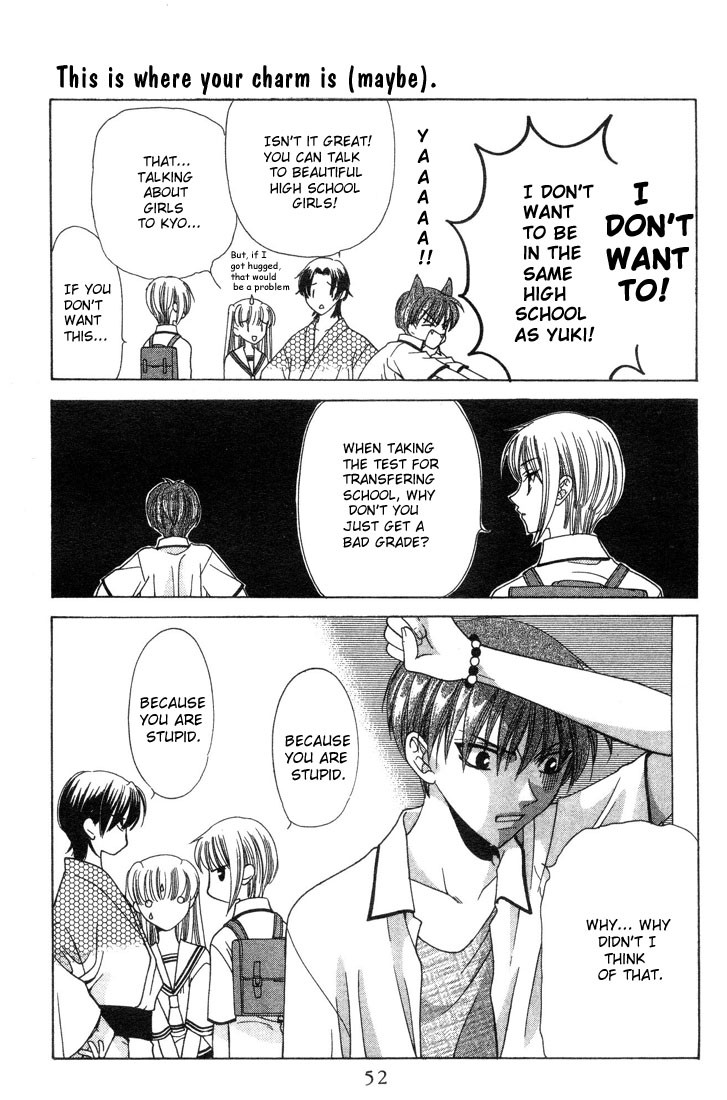 This is where your charm is (maybe).
I
DON'T
WANT
TO!
I DON'T
WANT
TO BE
IN THE
SAME
HIGH
SCHOOL
AS YUKI!
YAAAAA!!
ISN'T IT GREAT!
YOU CAN TALK
TO BEAUTIFUL
HIGH SCHOOL
GIRLS!
But, if I
got hugged,
that would
be a problem
THAT...
TALKING
ABOUT
GIRLS
TO KYO...
IF YOU
DON'T
WANT
THIS...
WHEN TAKING
THE TEST FOR
TRANSFERING
SCHOOL, WHY
DON'T YOU
JUST GET A
BAD GRADE?
WHY... WHY
DIDN'T I
THINK
OF THAT.
BECAUSE
YOU ARE
STUPID.
BECAUSE
YOU ARE
STUPID.
52